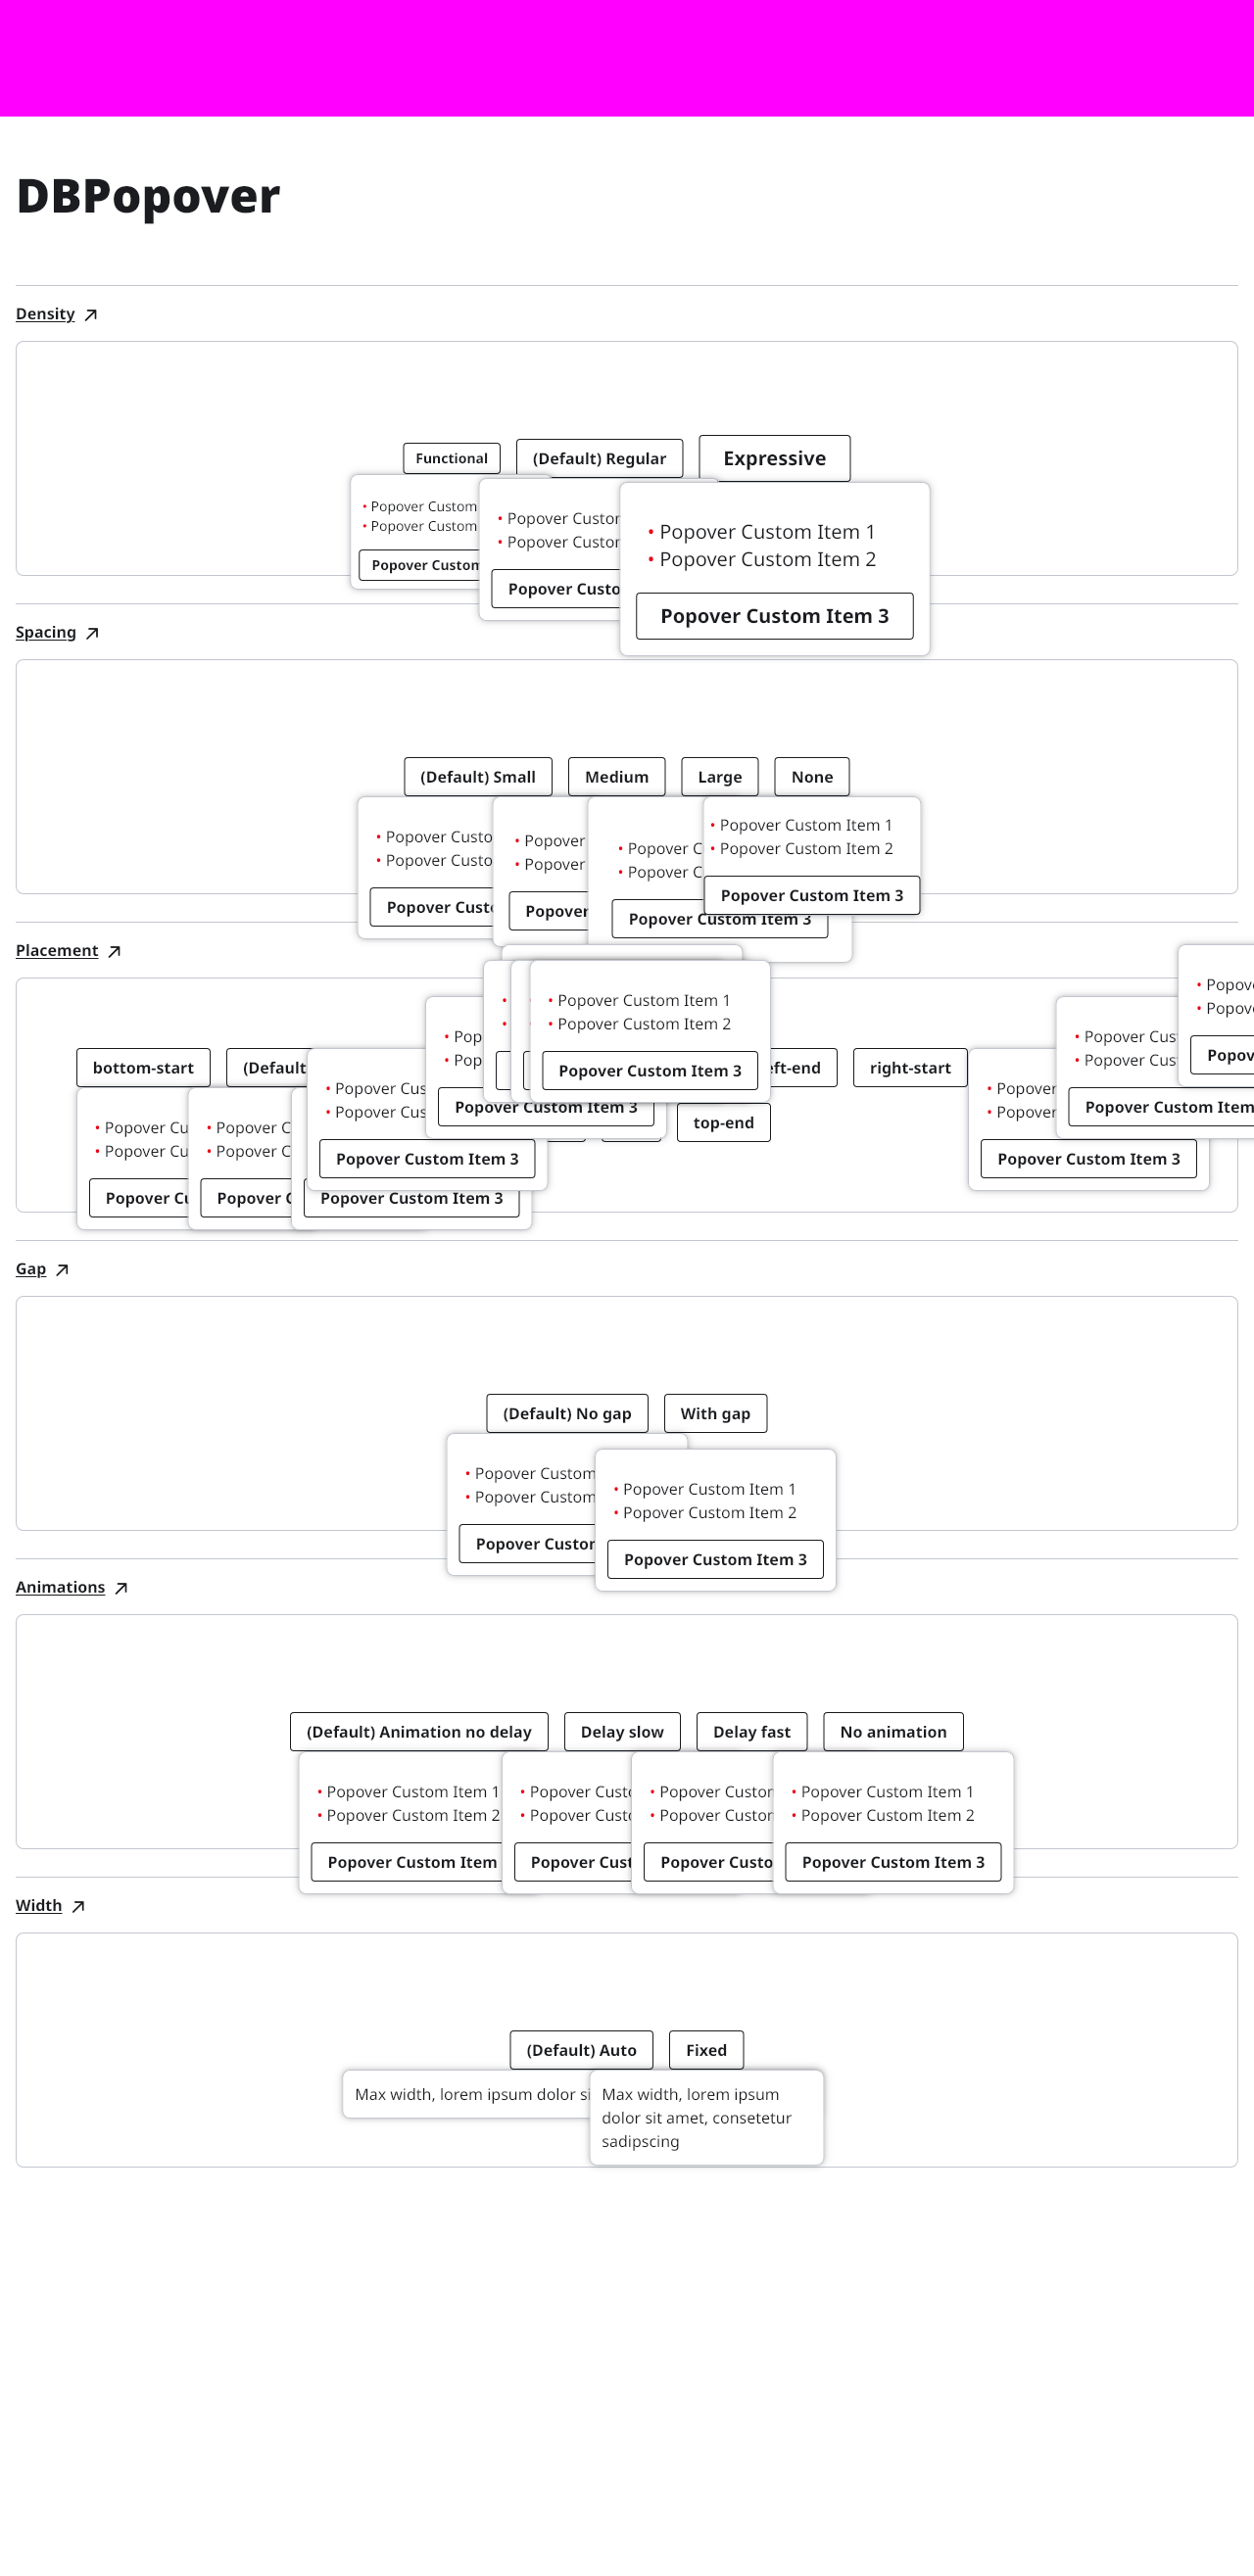 DBPopover
Density
Functional
(Default) Regular
Expressive
• Popover Custom
• Popover Custom
Popover Custom
• Popover Custom
• Popover Custom
Popover Custo
• Popover Custom Item 1
• Popover Custom Item 2
Popover Custom Item 3
Spacing
(Default) Small
Medium
Large
None
• Popover Custo
• Popover Custo
Popover Custo
• Popover
• Popover
Popover
• Popover C
• Popover C
Popover Custom Item 3
• Popover Custom Item 1
• Popover Custom Item 2
Popover Custom Item 3
Placement
bottom-start
(Default
eft-end
right-start
top-end
• Popover Cu
• Popover Cu
Popover Cu
• Popover C
• Popover C
Popover C
Popover Custom Item 3
• Popover Cus
• Popover Cus
Popover Custom Item 3
• Pop
• Pop
Popover Custom Item 3
• Popover Custom Item 1
• Popover Custom Item 2
Popover Custom Item 3
• Popover
• Popover
Popover Custom Item 3
• Popover Cus
• Popover Cus
Popover Custom Item
• Popove
• Popove
Popov
Gap
(Default) No gap
With gap
• Popover Custom
• Popover Custom
Popover Custor
• Popover Custom Item 1
• Popover Custom Item 2
Popover Custom Item 3
Animations
(Default) Animation no delay
Delay slow
Delay fast
No animation
• Popover Custom Item 1
• Popover Custom Item 2
Popover Custom Item
• Popover Custo
• Popover Custo
Popover Cust
• Popover Custom
• Popover Custom
Popover Custo
• Popover Custom Item 1
• Popover Custom Item 2
Popover Custom Item 3
Width
(Default) Auto
Fixed
Max width, lorem ipsum dolor si
Max width, lorem ipsum
dolor sit amet, consetetur
sadipscing